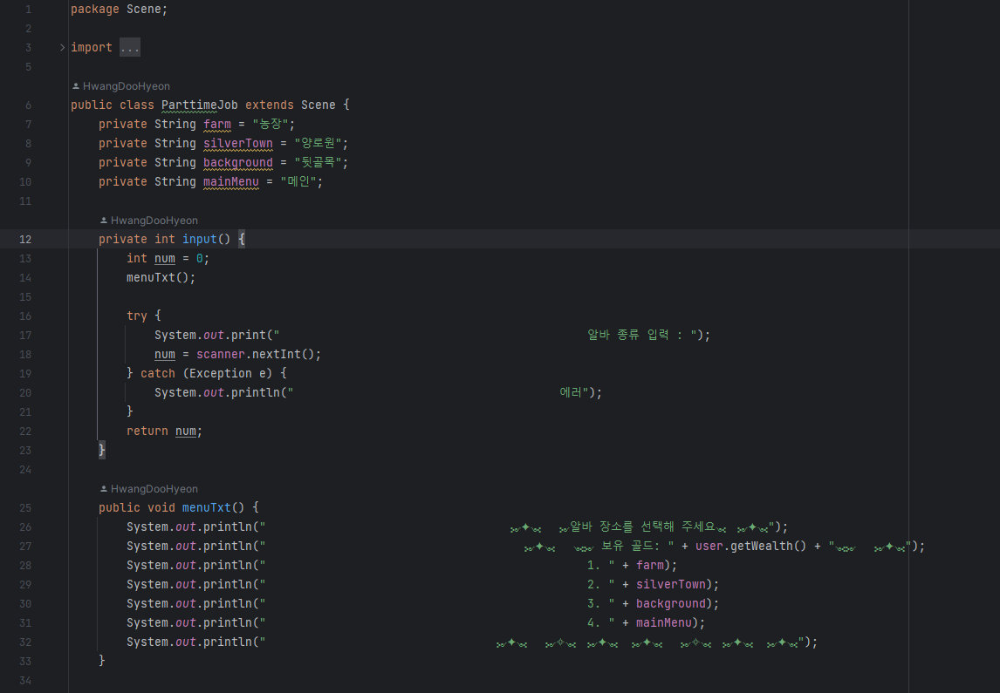 1 package Scene;
2
3 import ...
5
HwangDooHyeon
6 public class ParttimeJob extends Scene {
7 private String farm = "농장";
8 private String silverTown = "양로원";
9 private String background = "뒷골목";
10 private String mainMenu = "메인";
11
HwangDooHyeon
12 private int input() {
13 int num = 0;
14 menuTxt();
15
16 try {
17 System.out.print(" 알바 종류 입력 : ");
18 num = scanner.nextInt();
19 } catch (Exception e) {
20 System.out.println(" 에러");
21 }
22 return num;
23 }
24
HwangDooHyeon
25 public void menuTxt() {
26 System.out.println(" ✦ 알바 장소를 선택해 주세요 ✦ ");
27 System.out.println(" ✦ 보유 골드: " + user.getWealth() + " ✦ ");
28 System.out.println(" 1. " + farm);
29 System.out.println(" 2. " + silverTown);
30 System.out.println(" 3. " + background);
31 System.out.println(" 4. " + mainMenu);
32 System.out.println(" ✦ ✧ ✦ ✦ ✧ ✦ ✦ ");
33 }
34